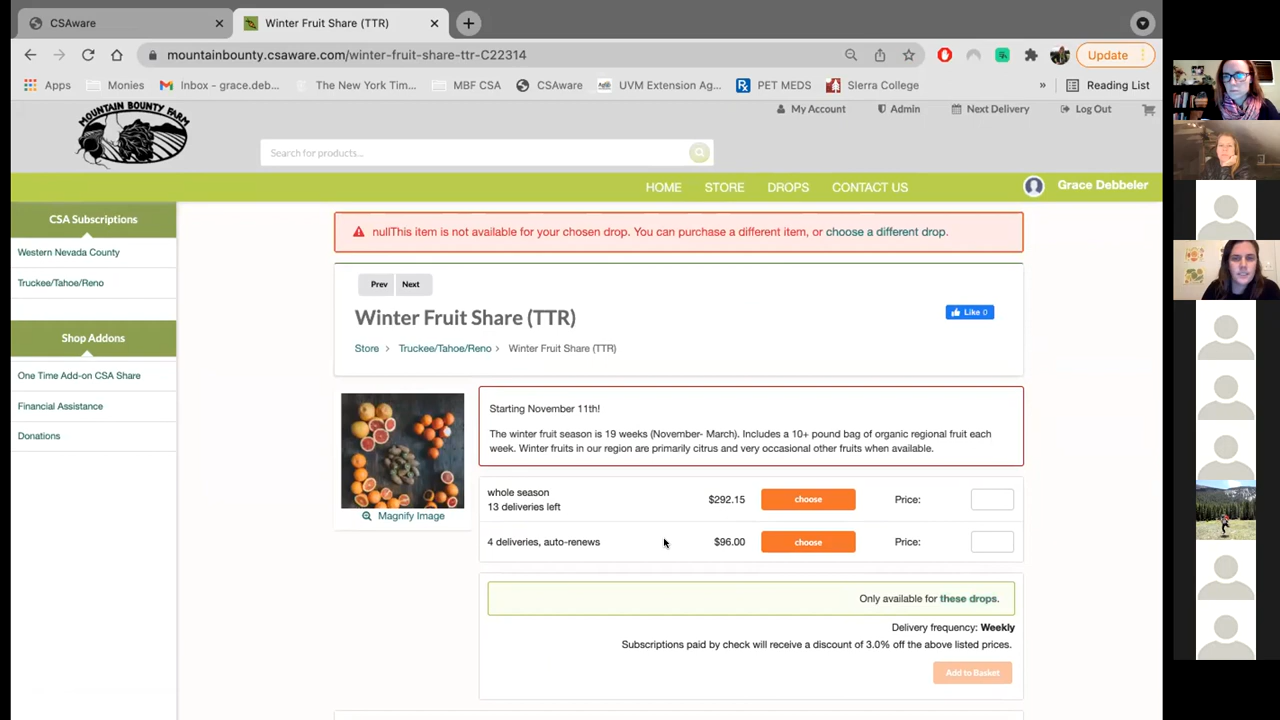 CSAware
Winter Fruit Share (TTR)
mountainbounty.csaware.com/winter-fruit-share-ttr-C22314
Update
Apps
Monies
Inbox - grace.deb...
The New York Tim...
MBF CSA
CSAware
UVM Extension Ag...
PET MEDS
Sierra College
»
Reading List
MOUNTAIN BOUNTY FARM
Search for products...
My Account
Admin
Next Delivery
Log Out
HOME
STORE
DROPS
CONTACT US
Grace Debbeler
CSA Subscriptions
Western Nevada County
Truckee/Tahoe/Reno
Shop Addons
One Time Add-on CSA Share
Financial Assistance
Donations
nullThis item is not available for your chosen drop. You can purchase a different item, or choose a different drop.
Prev
Next
Winter Fruit Share (TTR)
Like 0
Store > Truckee/Tahoe/Reno > Winter Fruit Share (TTR)
Magnify Image
Starting November 11th!
The winter fruit season is 19 weeks (November- March). Includes a 10+ pound bag of organic regional fruit each
week. Winter fruits in our region are primarily citrus and very occasional other fruits when available.
whole season
13 deliveries left
$292.15
choose
Price:
4 deliveries, auto-renews
$96.00
choose
Price:
Only available for these drops.
Delivery frequency: Weekly
Subscriptions paid by check will receive a discount of 3.0% off the above listed prices.
Add to Basket